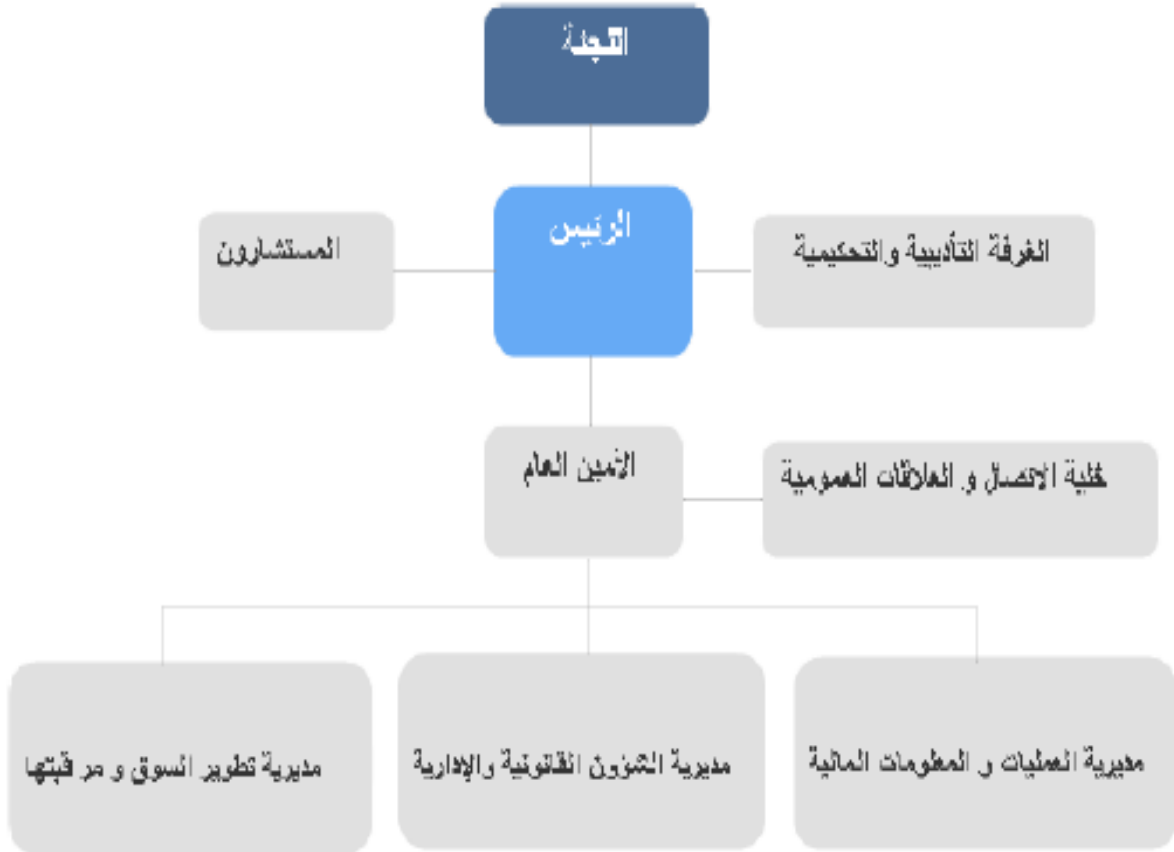 اللجنة
الرئيس
الغرفة التأديبية والتحكيمية
المستشارون
الأمين العام
خلية الاتصال و العلاقات العمومية
مديرية العمليات و المعلومات المالية
مديرية الشؤون القانونية والإدارية
مديرية تطوير السوق و مراقبتها